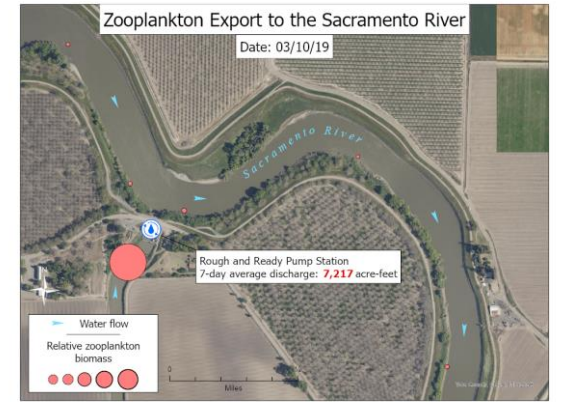 Zooplankton Export to the Sacramento River
Date: 03/10/19
Sacramento River
Rough and Ready Pump Station
7-day average discharge: 7,217 acre-feet
Water flow
Relative zooplankton
biomass
0
Miles